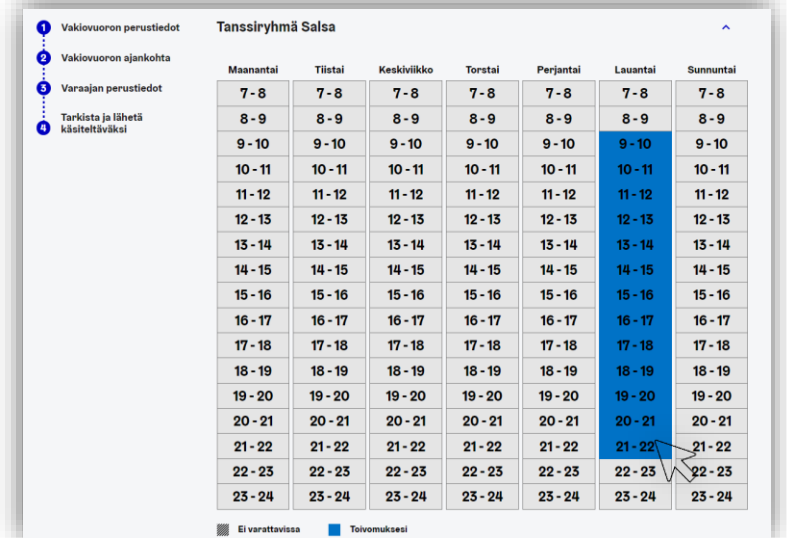 1 Vakiovuoron perustiedot
2 Vakiovuoron ajankohta
3 Varaajan perustiedot
4 Tarkista ja lähetä
käsiteltäväksi
Tanssiryhmä Salsa
Maanantai Tiistai Keskiviikko Torstai Perjantai Lauantai Sunnuntai
7 - 8 7 - 8 7 - 8 7 - 8 7 - 8 7 - 8 7 - 8
8 - 9 8 - 9 8 - 9 8 - 9 8 - 9 8 - 9 8 - 9
9 - 10 9 - 10 9 - 10 9 - 10 9 - 10 9 - 10 9 - 10
10 - 11 10 - 11 10 - 11 10 - 11 10 - 11 10 - 11 10 - 11
11 - 12 11 - 12 11 - 12 11 - 12 11 - 12 11 - 12 11 - 12
12 - 13 12 - 13 12 - 13 12 - 13 12 - 13 12 - 13 12 - 13
13 - 14 13 - 14 13 - 14 13 - 14 13 - 14 13 - 14 13 - 14
14 - 15 14 - 15 14 - 15 14 - 15 14 - 15 14 - 15 14 - 15
15 - 16 15 - 16 15 - 16 15 - 16 15 - 16 15 - 16 15 - 16
16 - 17 16 - 17 16 - 17 16 - 17 16 - 17 16 - 17 16 - 17
17 - 18 17 - 18 17 - 18 17 - 18 17 - 18 17 - 18 17 - 18
18 - 19 18 - 19 18 - 19 18 - 19 18 - 19 18 - 19 18 - 19
19 - 20 19 - 20 19 - 20 19 - 20 19 - 20 19 - 20 19 - 20
20 - 21 20 - 21 20 - 21 20 - 21 20 - 21 20 - 21 20 - 21
21 - 22 21 - 22 21 - 22 21 - 22 21 - 22 21 - 22 21 - 22
22 - 23 22 - 23 22 - 23 22 - 23 22 - 23 22 - 23 22 - 23
23 - 24 23 - 24 23 - 24 23 - 24 23 - 24 23 - 24 23 - 24
Ei varattavissa Toivomuksesi